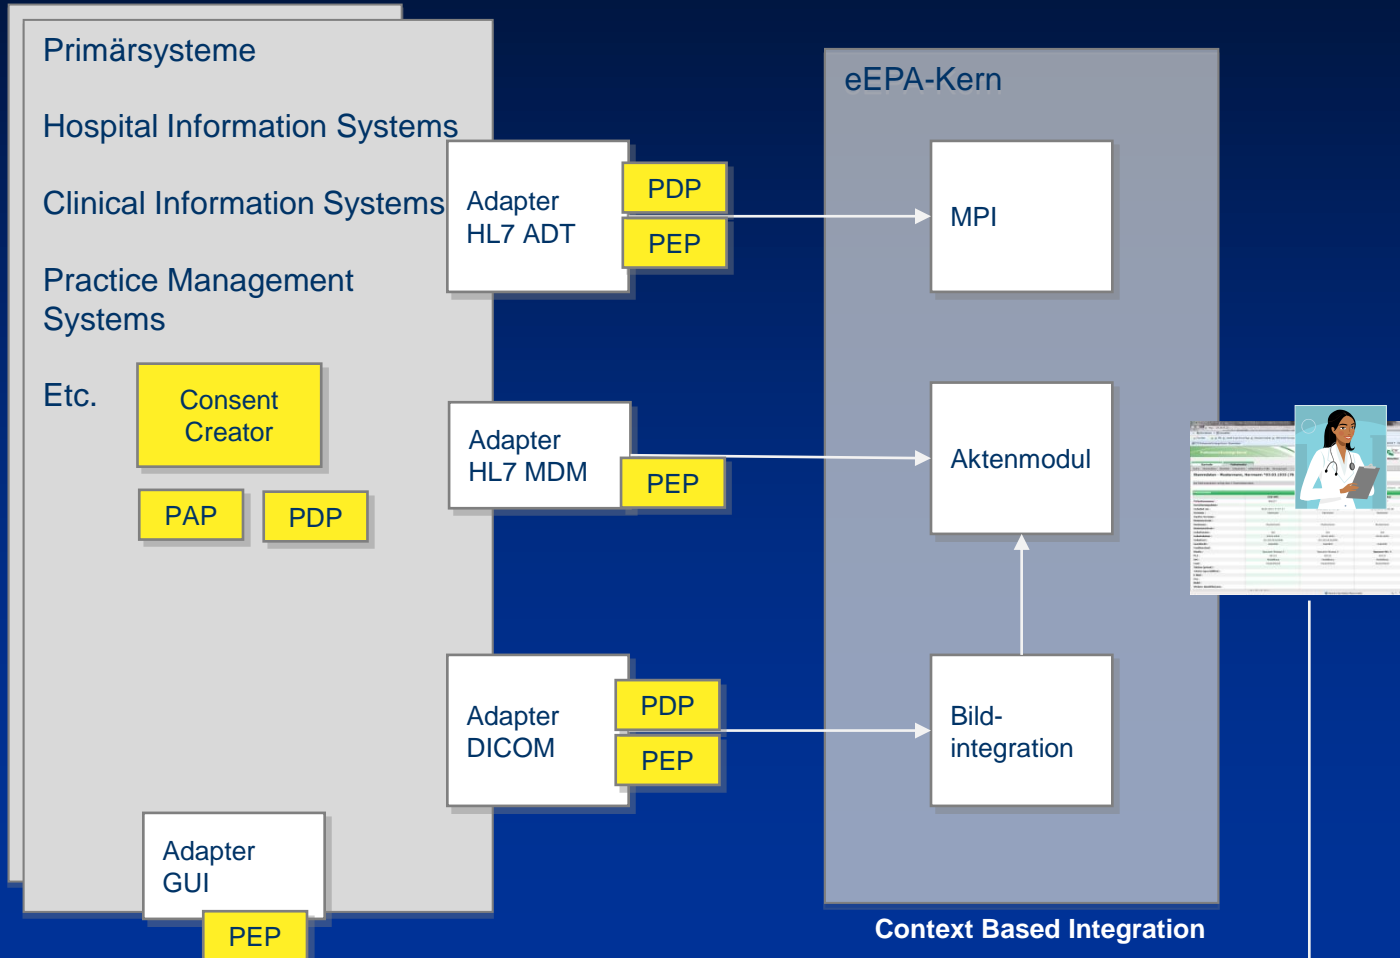 Primärsysteme
Hospital Information Systems
Clinical Information Systems
Practice Management
Systems
Etc.
Consent
Creator
PAP
PDP
Adapter
HL7 ADT
PDP
PEP
Adapter
HL7 MDM
PEP
Adapter
DICOM
PDP
PEP
Adapter
GUI
PEP
eEPA-Kern
MPI
Aktenmodul
Bild-
integration
Context Based Integration